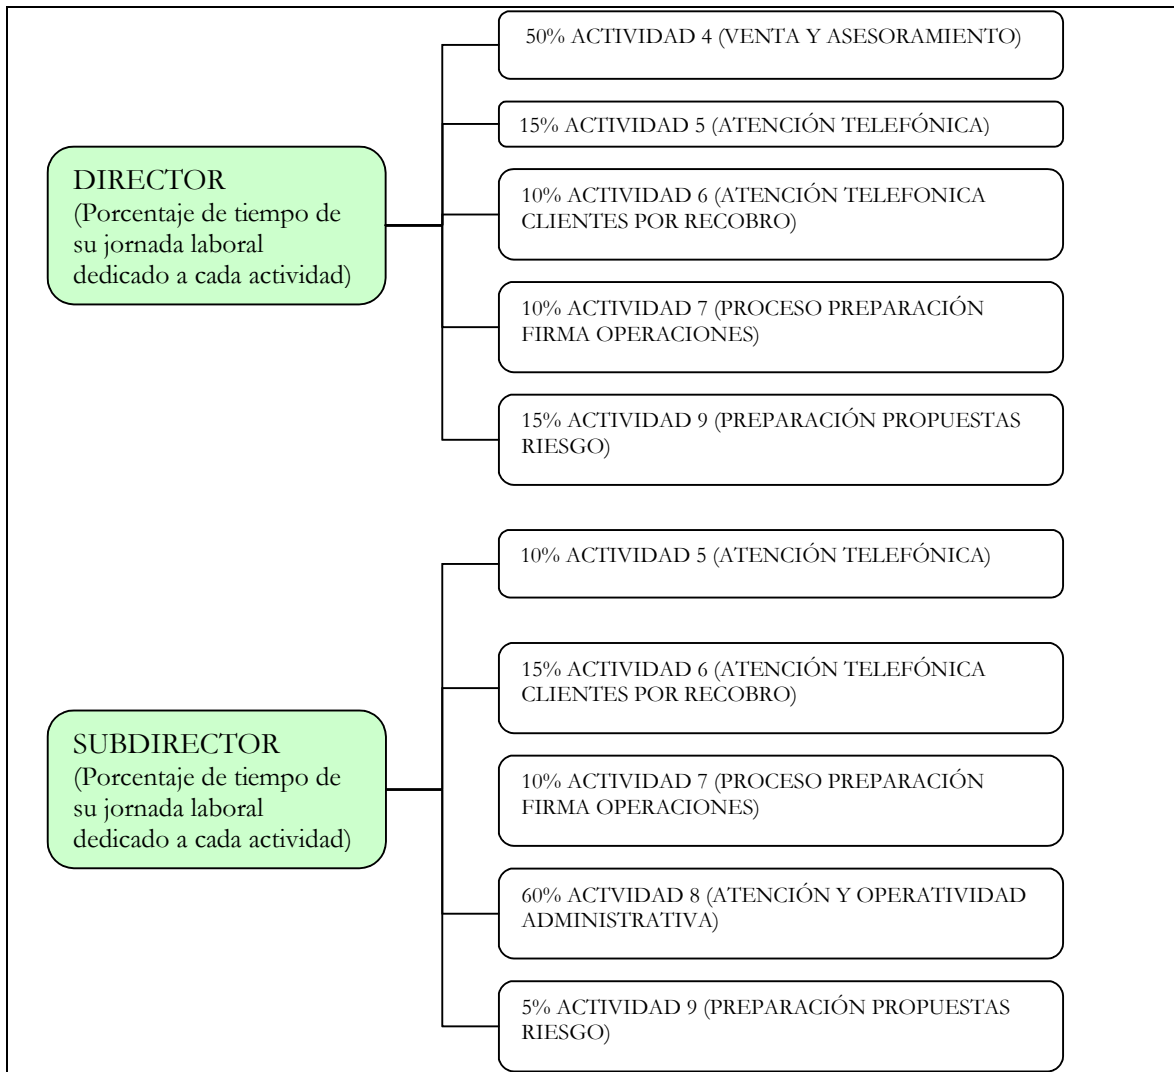 50% ACTIVIDAD 4 (VENTA Y ASESORAMIENTO)
15% ACTIVIDAD 5 (ATENCIÓN TELEFÓNICA)
DIRECTOR
(Porcentaje de tiempo de
su jornada laboral
dedicado a cada actividad)
10% ACTIVIDAD 6 (ATENCIÓN TELEFONICA
CLIENTES POR RECOBRO)
10% ACTIVIDAD 7 (PROCESO PREPARACIÓN
FIRMA OPERACIONES)
15% ACTIVIDAD 9 (PREPARACIÓN PROPUESTAS
RIESGO)
10% ACTIVIDAD 5 (ATENCIÓN TELEFÓNICA)
15% ACTIVIDAD 6 (ATENCIÓN TELEFÓNICA
CLIENTES POR RECOBRO)
SUBDIRECTOR
(Porcentaje de tiempo de
su jornada laboral
dedicado a cada actividad)
10% ACTIVIDAD 7 (PROCESO PREPARACIÓN
FIRMA OPERACIONES)
60% ACTVIDAD 8 (ATENCIÓN Y OPERATIVIDAD
ADMINISTRATIVA)
5% ACTIVIDAD 9 (PREPARACIÓN PROPUESTAS
RIESGO)